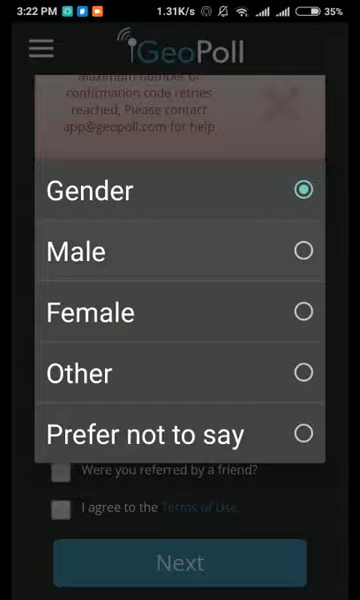 3:22 PM 1.31K/s 35%
GeoPoll
Maximum number of
confirmation code retries
reached, Please contact
app@geopoll.com for help
Gender
Male
Female
Other
Prefer not to say
Were you referred by a friend?
I agree to the Terms of Use
Next